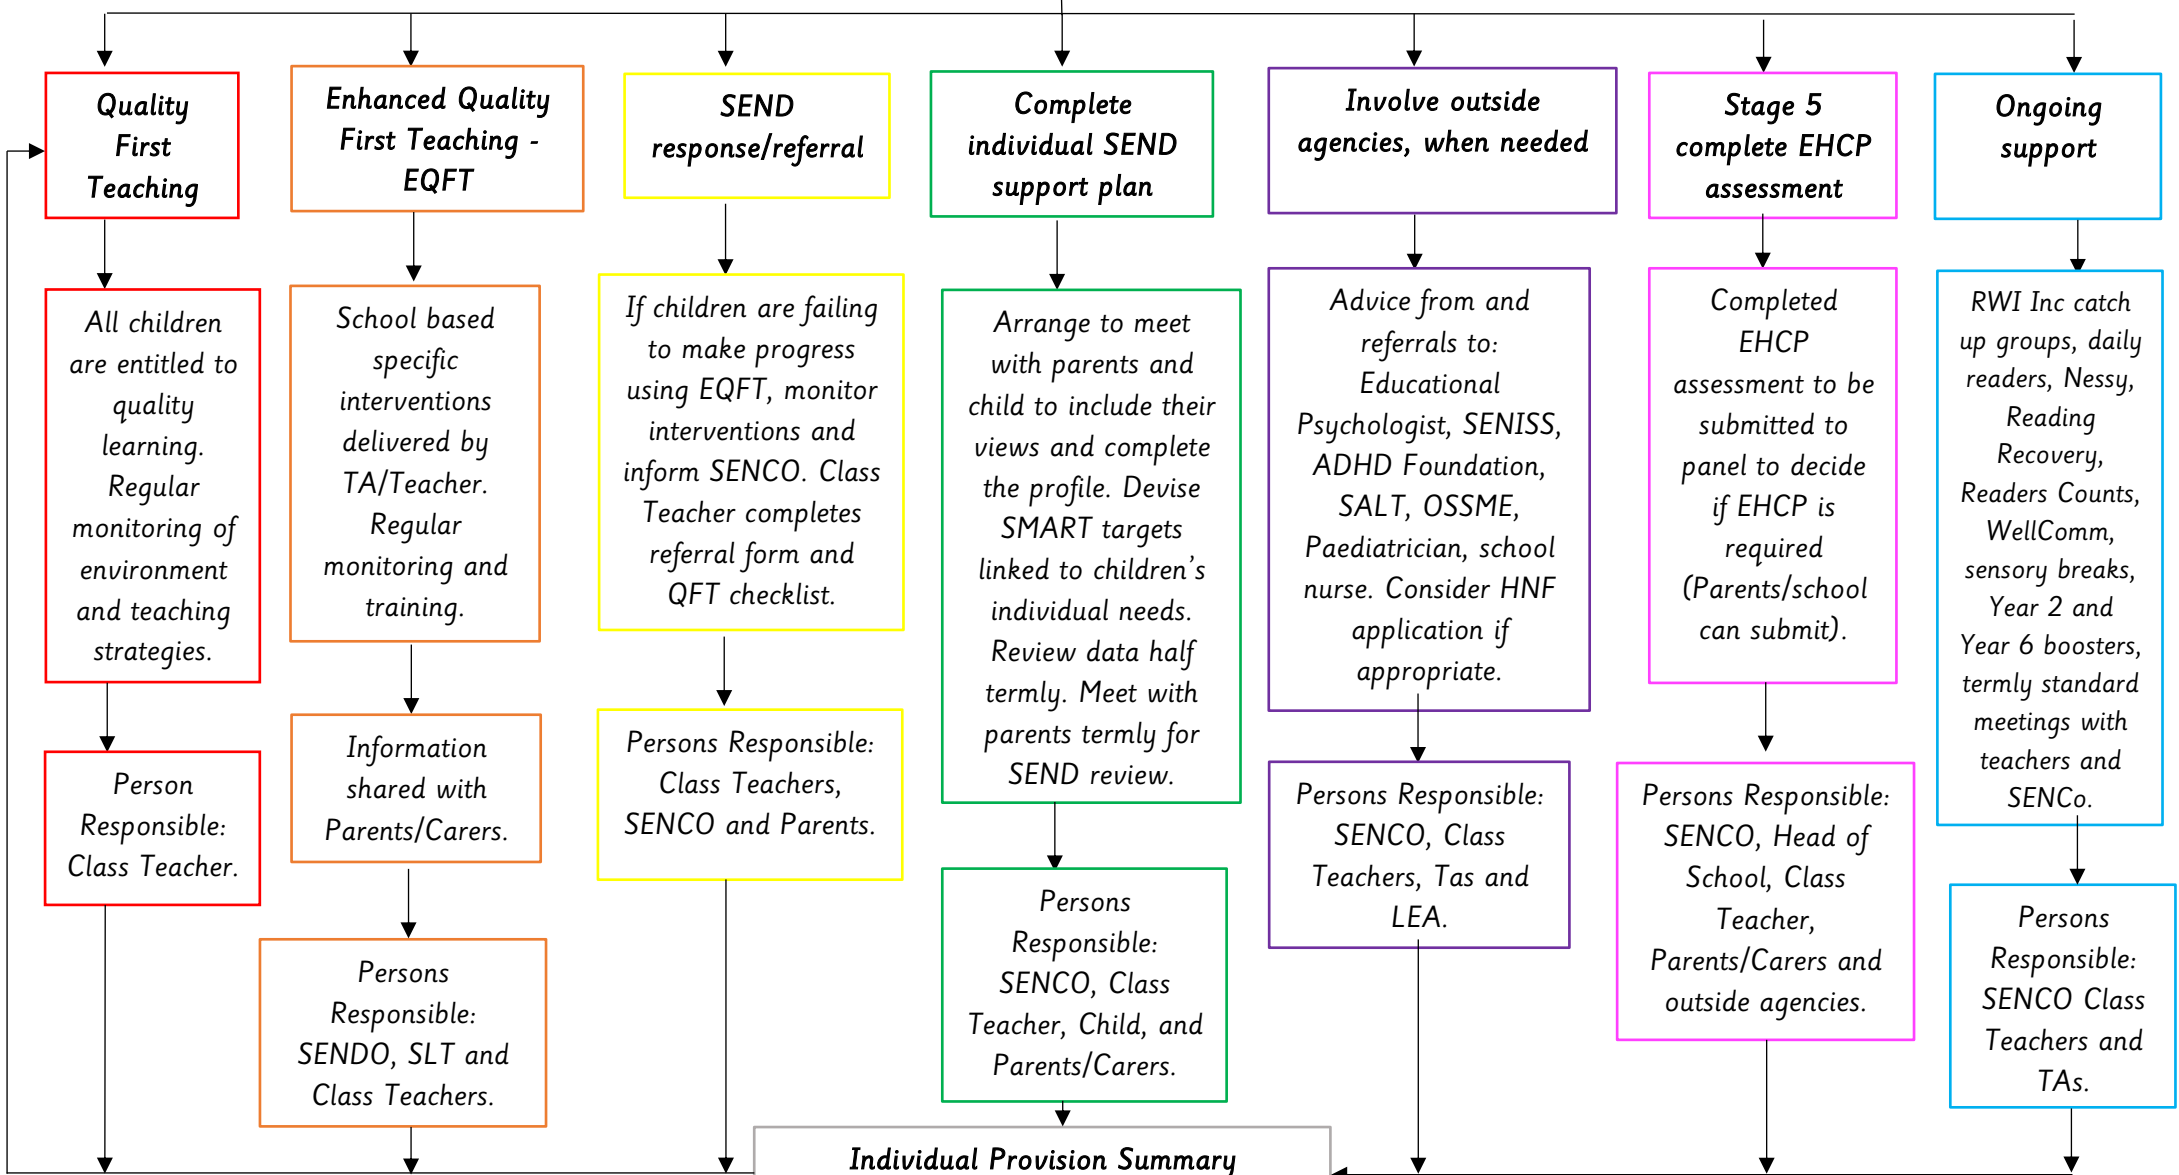 Quality
First
Teaching
All children
are entitled to
quality
learning.
Regular
monitoring of
environment
and teaching
strategies.
Person
Responsible:
Class Teacher.
Enhanced Quality
First Teaching -
EQFT
School based
specific
interventions
delivered by
TA/Teacher.
Regular
monitoring and
training.
Information
shared with
Parents/Carers.
Persons
Responsible:
SENDO, SLT and
Class Teachers.
SEND
response/referral
If children are failing
to make progress
using EQFT, monitor
interventions and
inform SENCO. Class
Teacher completes
referral form and
QFT checklist.
Persons Responsible:
Class Teachers,
SENCO and Parents.
Complete
individual SEND
support plan
Arrange to meet
with parents and
child to include their
views and complete
the profile. Devise
SMART targets
linked to children's
individual needs.
Review data half
termly. Meet with
parents termly for
SEND review.
Persons
Responsible:
SENCO, Class
Teacher, Child, and
Parents/Carers.
Involve outside
agencies, when needed
Advice from and
referrals to:
Educational
Psychologist, SENISS,
ADHD Foundation,
SALT, OSSME,
Paediatrician, school
nurse. Consider HNF
application if
appropriate.
Persons Responsible:
SENCO, Class
Teachers, Tas and
LEA.
Stage 5
complete EHCP
assessment
Completed
EHCP
assessment to be
submitted to
panel to decide
if EHCP is
required
(Parents/school
can submit).
Persons Responsible:
SENCO, Head of
School, Class
Teacher,
Parents/Carers and
outside agencies.
Ongoing
support
RWI Inc catch
up groups, daily
readers, Nessy,
Reading
Recovery,
Readers Counts,
WellComm,
sensory breaks,
Year 2 and
Year 6 boosters,
termly standard
meetings with
teachers and
SENCo.
Persons
Responsible:
SENCO Class
Teachers and
TAs.
Individual Provision Summary